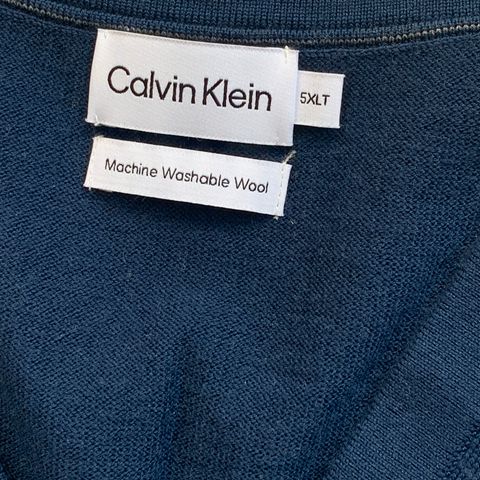 Calvin Klein
5XLT
Machine Washable Wool